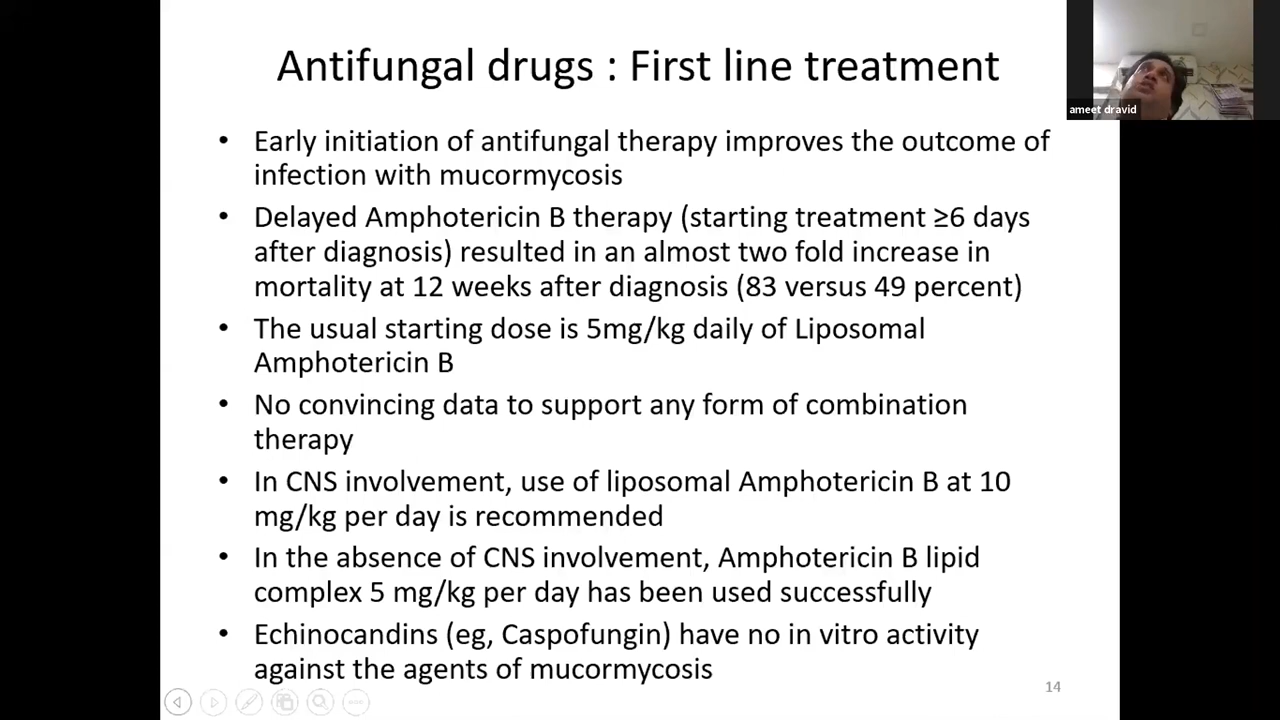 Antifungal drugs : First line treatment
ameet dravid
• Early initiation of antifungal therapy improves the outcome of
infection with mucormycosis
• Delayed Amphotericin B therapy (starting treatment ≥6 days
after diagnosis) resulted in an almost two fold increase in
mortality at 12 weeks after diagnosis (83 versus 49 percent)
• The usual starting dose is 5mg/kg daily of Liposomal
Amphotericin B
• No convincing data to support any form of combination
therapy
• In CNS involvement, use of liposomal Amphotericin B at 10
mg/kg per day is recommended
• In the absence of CNS involvement, Amphotericin B lipid
complex 5 mg/kg per day has been used successfully
• Echinocandins (eg, Caspofungin) have no in vitro activity
against the agents of mucormycosis
14